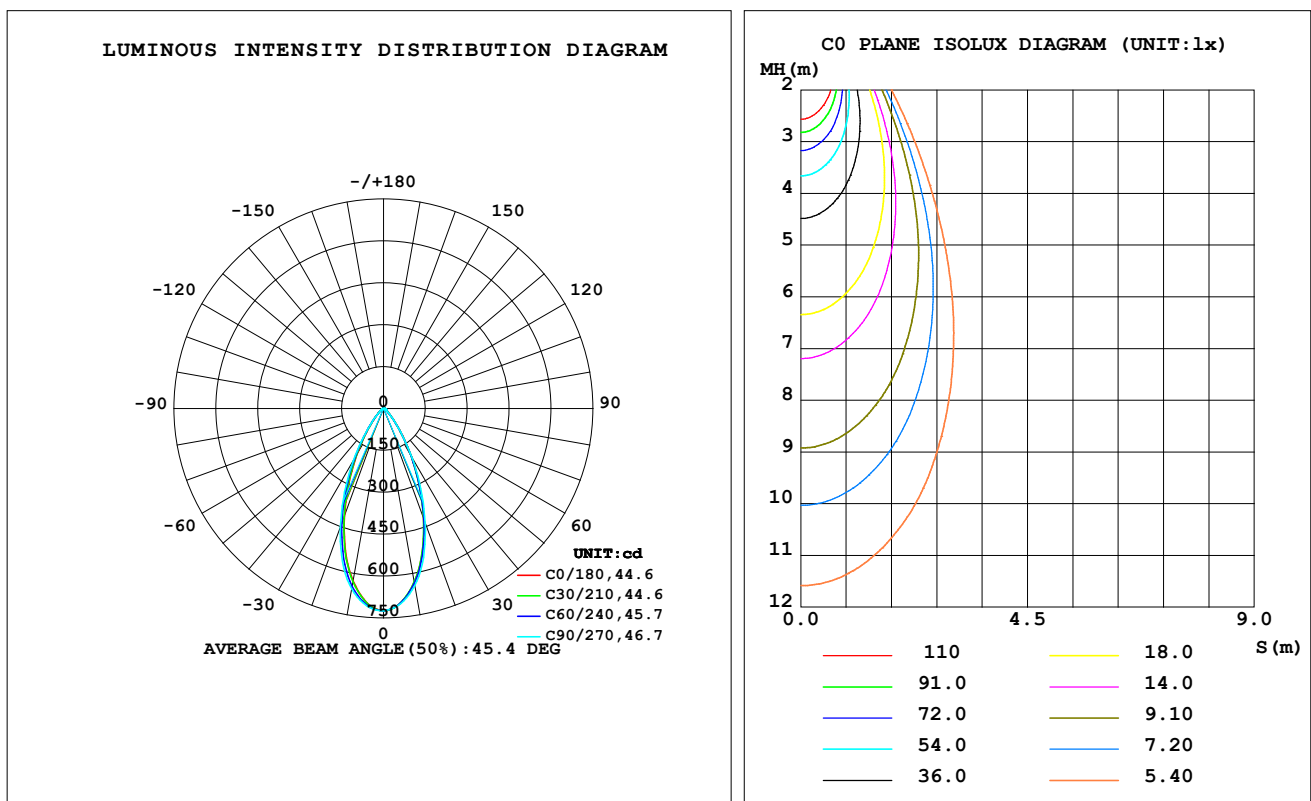 LUMINOUS INTENSITY DISTRIBUTION DIAGRAM
-/+180
-150 150
-120 120
-90 0 90
150
300
-60 450 60
UNIT:cd
600 C0/180,44.6
-30 750 30 C30/210,44.6
0 C60/240,45.7
C90/270,46.7
AVERAGE BEAM ANGLE(50%):45.4 DEG
C0 PLANE ISOLUX DIAGRAM (UNIT:lx)
MH(m)
2
3
4
5
6
7
8
9
10
11
12
0.0 4.5 9.0
S(m)
110 18.0
91.0 14.0
72.0 9.10
54.0 7.20
36.0 5.40